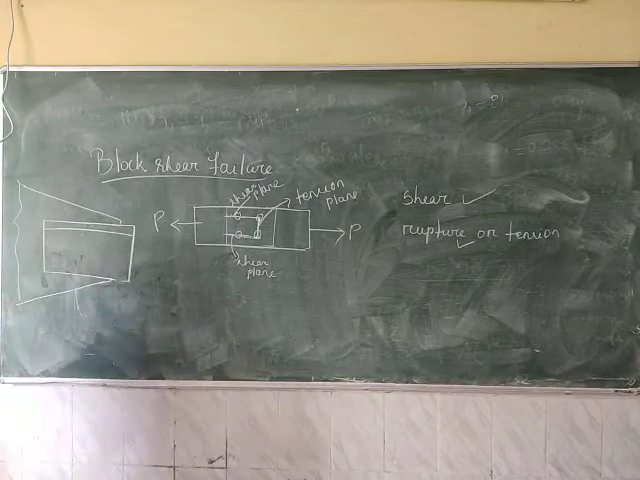 Block shear failure
shear plane
tension plane
P
P
shear plane
shear ✓
rupture or tension
✓